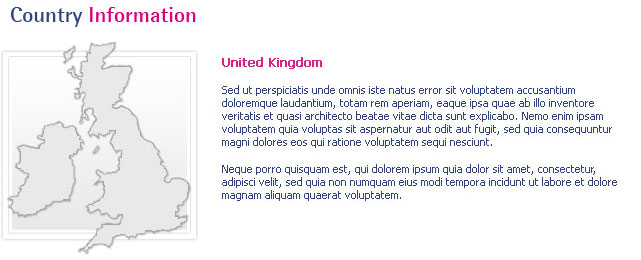 Country Information
United Kingdom
Sed ut perspiciatis unde omnis iste natus error sit voluptatem accusantium
doloremque laudantium, totam rem aperiam, eaque ipsa quae ab illo inventore
veritatis et quasi architecto beatae vitae dicta sunt explicabo. Nemo enim ipsam
voluptatem quia voluptas sit aspernatur aut odit aut fugit, sed quia consequuntur
magni dolores eos qui ratione voluptatem sequi nesciunt.
Neque porro quisquam est, qui dolorem ipsum quia dolor sit amet, consectetur,
adipisci velit, sed quia non numquam eius modi tempora incidunt ut labore et dolore
magnam aliquam quaerat voluptatem.